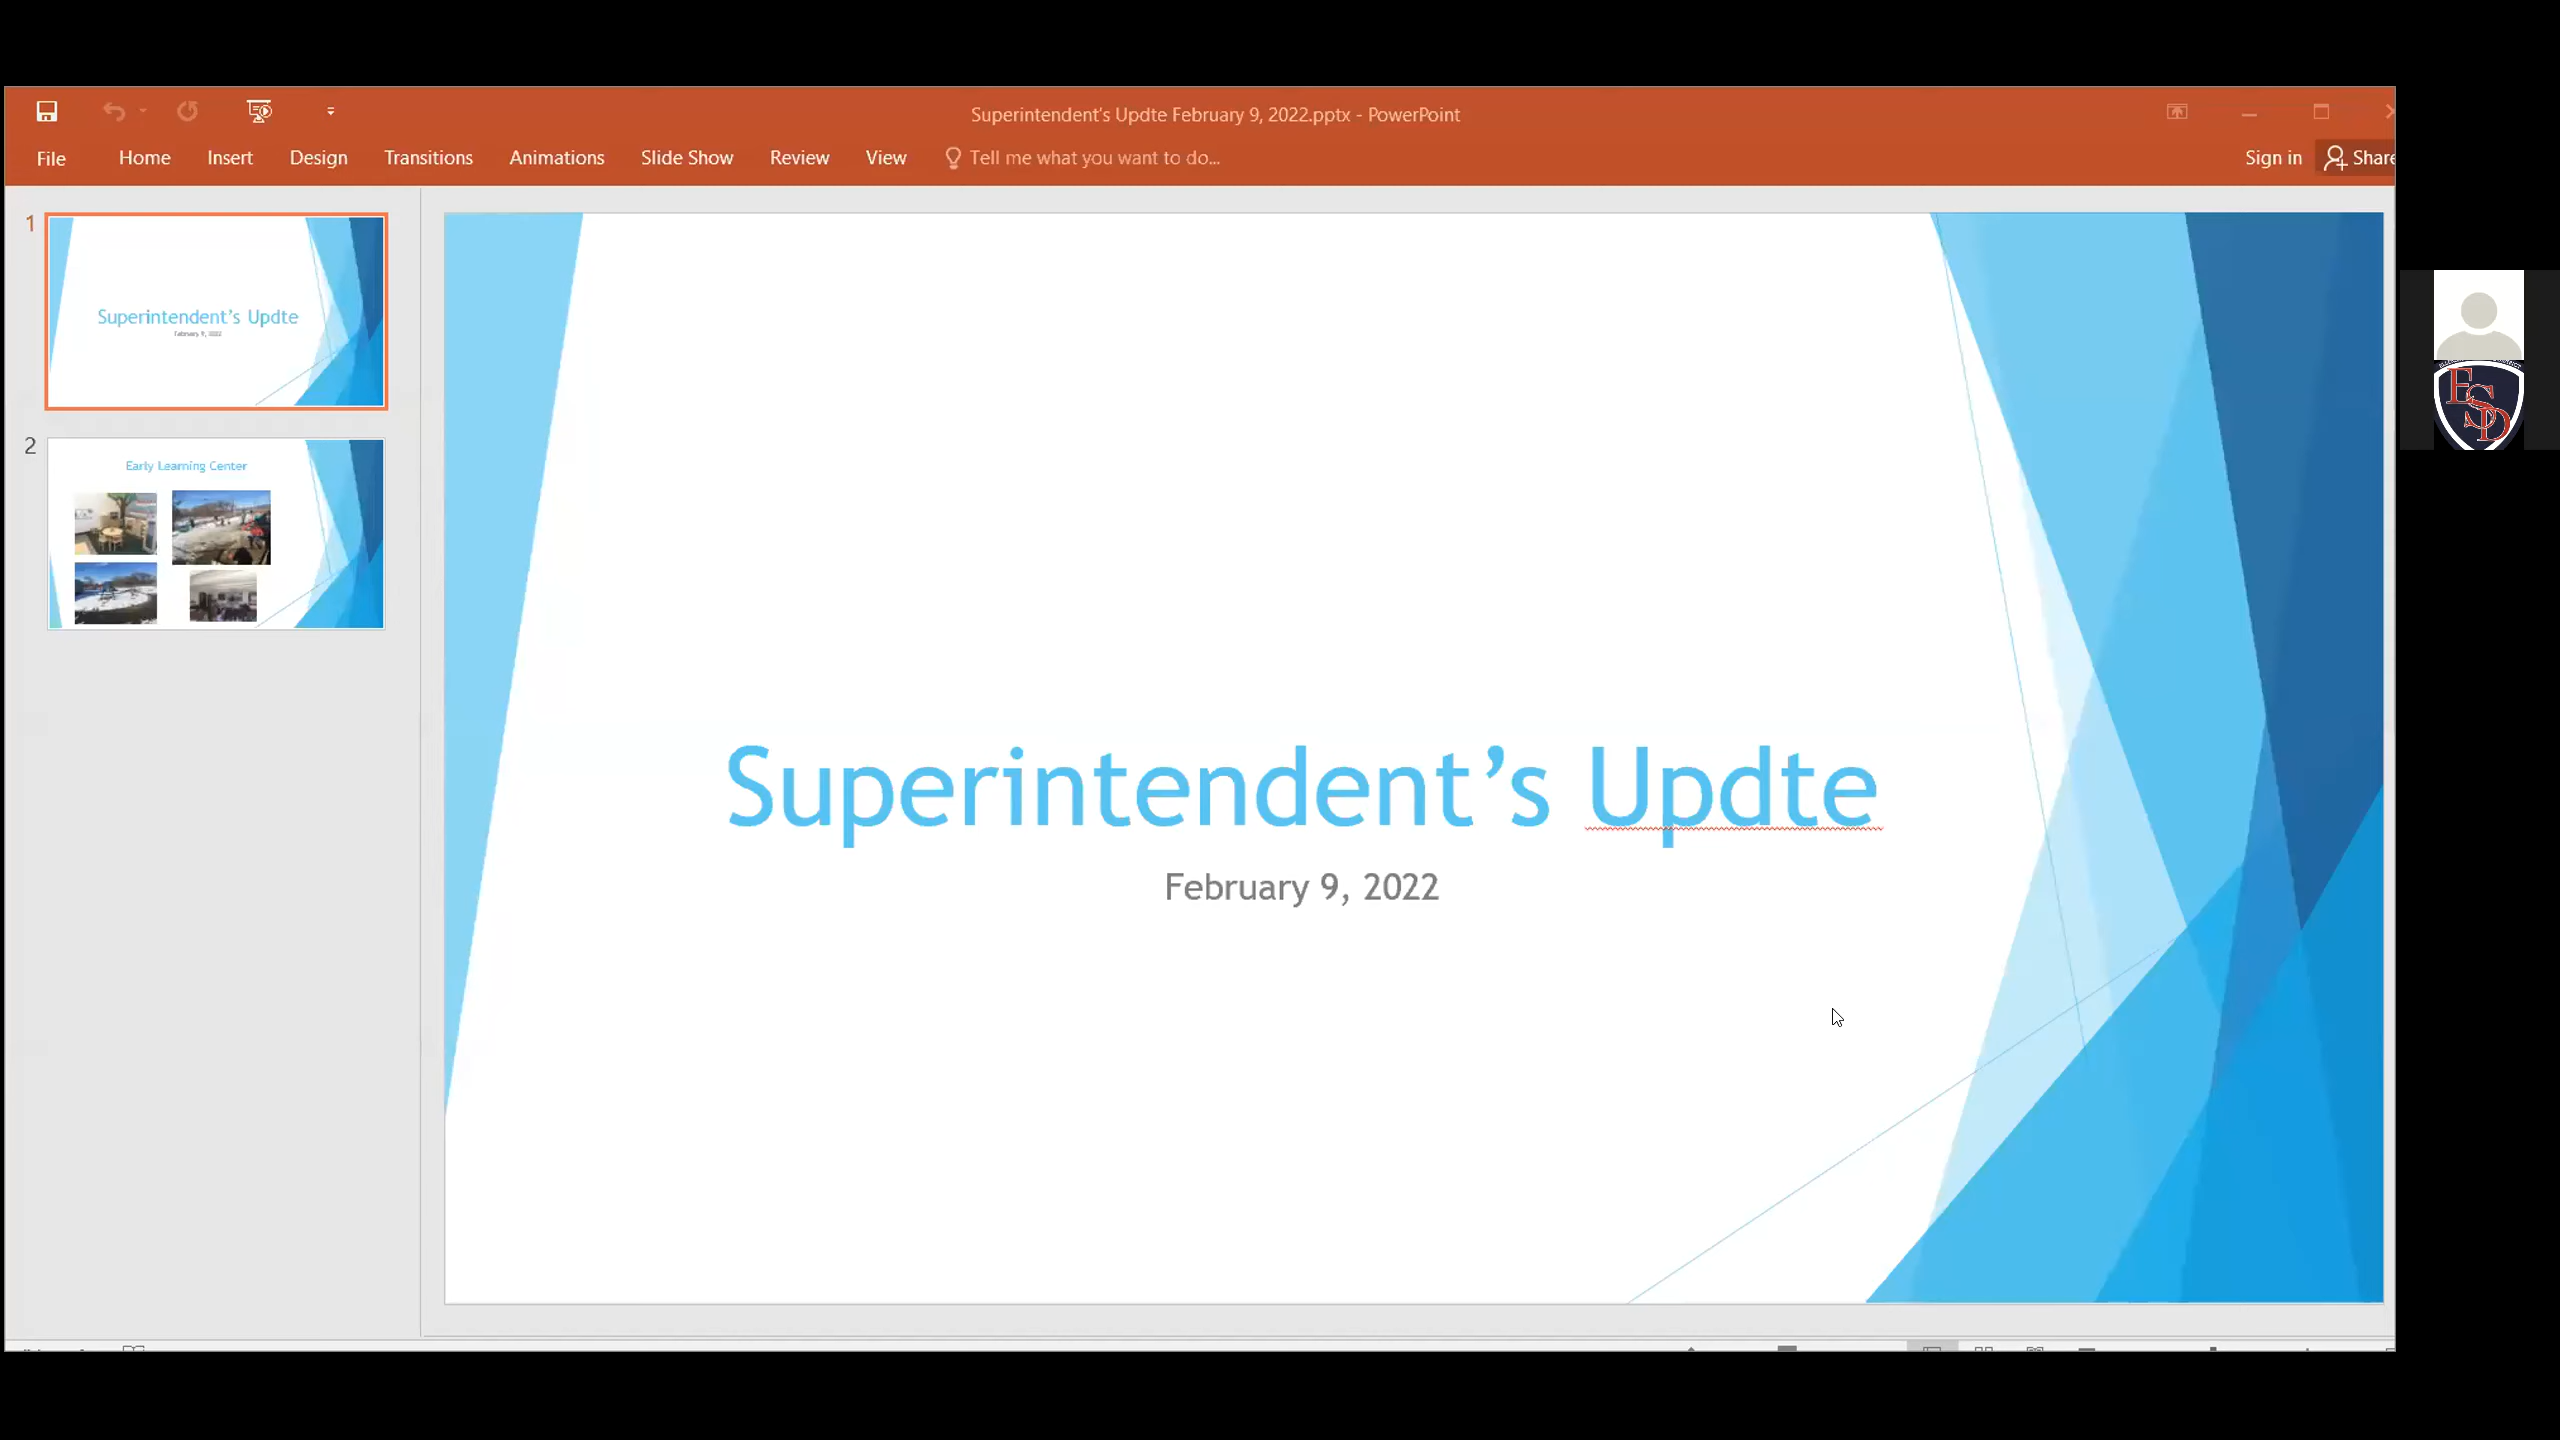 Superintendent's Updte February 9, 2022.pptx - PowerPoint
File Home Insert Design Transitions Animations Slide Show Review View Tell me what you want to do... Sign in Share
1
Superintendent's Updte
February 9, 2022
2
Early Learning Center
Superintendent’s Updte
February 9, 2022
ESD